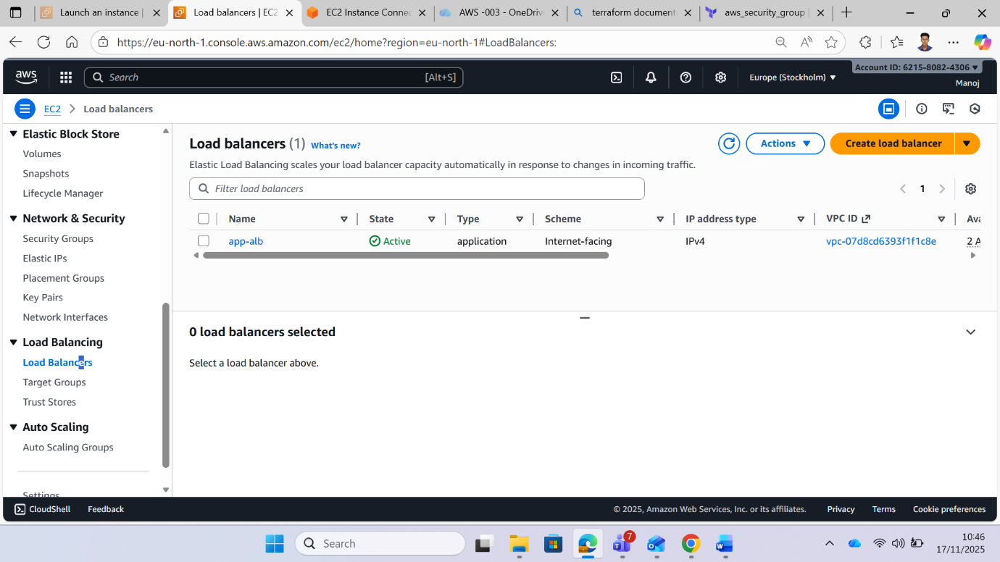 Launch an instance |
Load balancers | EC2
EC2 Instance Connec
AWS -003 - OneDrive
terraform document
aws_security_group |
https://eu-north-1.console.aws.amazon.com/ec2/home?region=eu-north-1#LoadBalancers:
aws
Search
[Alt+S]
Europe (Stockholm)
Account ID: 6215-8082-4306
Manoj
EC2
Load balancers
Elastic Block Store
Volumes
Snapshots
Lifecycle Manager
Network & Security
Security Groups
Elastic IPs
Placement Groups
Key Pairs
Network Interfaces
Load Balancing
Load Balancers
Target Groups
Trust Stores
Auto Scaling
Auto Scaling Groups
Settings
Load balancers (1) What's new?
Actions
Create load balancer
Elastic Load Balancing scales your load balancer capacity automatically in response to changes in incoming traffic.
Filter load balancers
1
Name State Type Scheme IP address type VPC ID Ava
app-alb Active application Internet-facing IPv4 vpc-07d8cd6393f1f1c8e 2 A
0 load balancers selected
Select a load balancer above.
CloudShell Feedback © 2025, Amazon Web Services, Inc. or its affiliates. Privacy Terms Cookie preferences
Search
7
10:46
17/11/2025